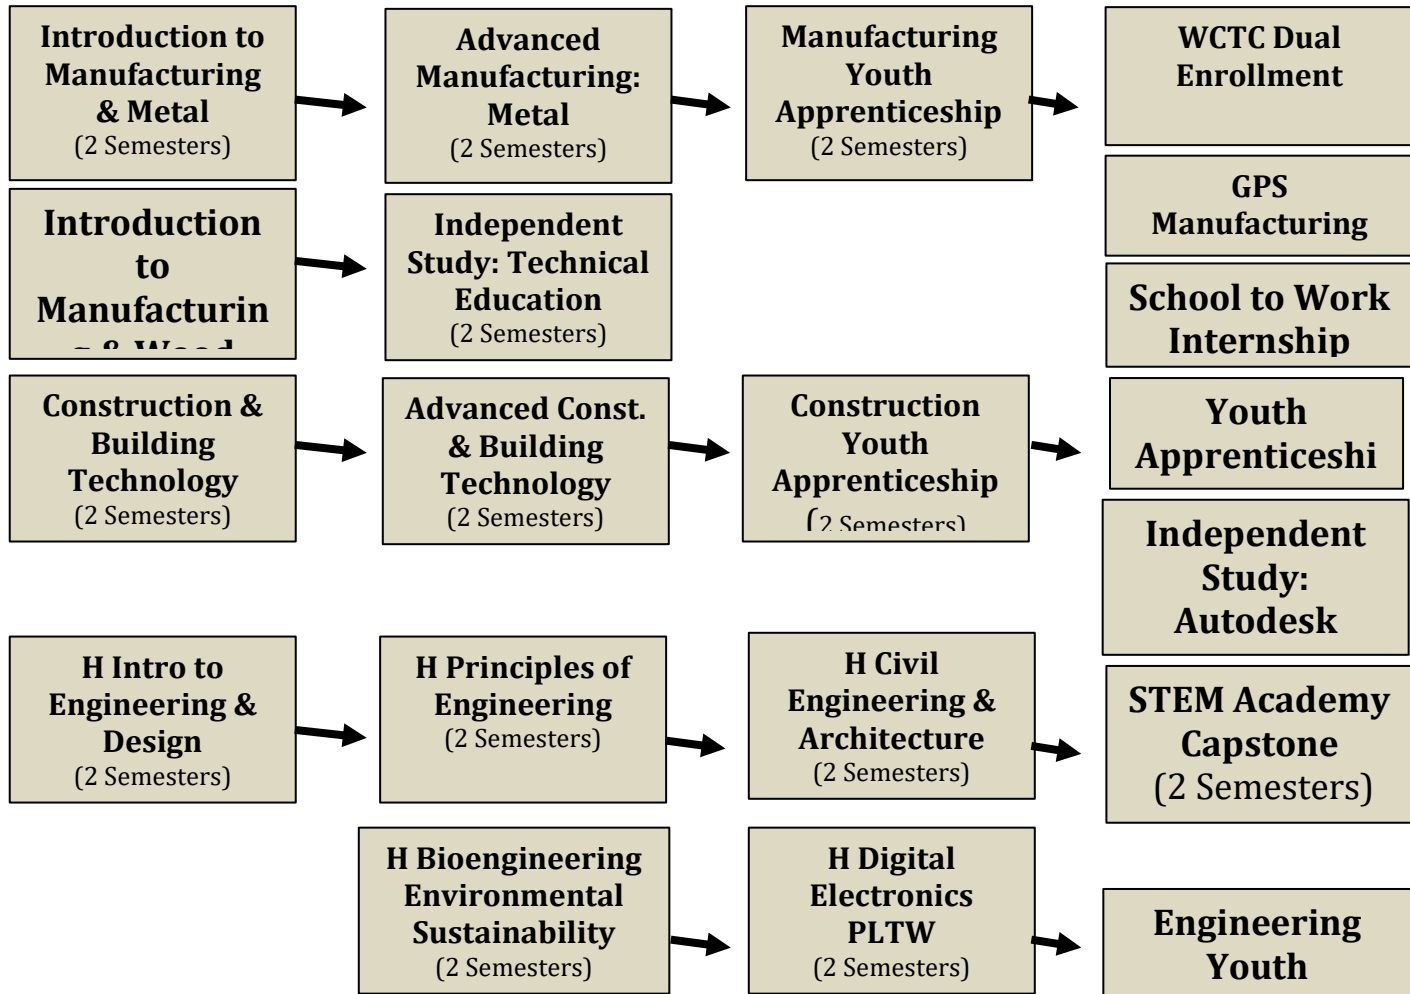 Introduction to
Manufacturing
& Metal
(2 Semesters)
Advanced
Manufacturing:
Metal
(2 Semesters)
Manufacturing
Youth
Apprenticeship
(2 Semesters)
WCTC Dual
Enrollment
GPS
Manufacturing
Introduction
to
Manufacturin
g & Wood
Independent
Study: Technical
Education
(2 Semesters)
School to Work
Internship
Construction &
Building
Technology
(2 Semesters)
Advanced Const.
& Building
Technology
(2 Semesters)
Construction
Youth
Apprenticeship
(2 Semesters)
Youth
Apprenticeshi
Independent
Study:
Autodesk
H Intro to
Engineering &
Design
(2 Semesters)
H Principles of
Engineering
(2 Semesters)
H Civil
Engineering &
Architecture
(2 Semesters)
STEM Academy
Capstone
(2 Semesters)
H Bioengineering
Environmental
Sustainability
(2 Semesters)
H Digital
Electronics
PLTW
(2 Semesters)
Engineering
Youth